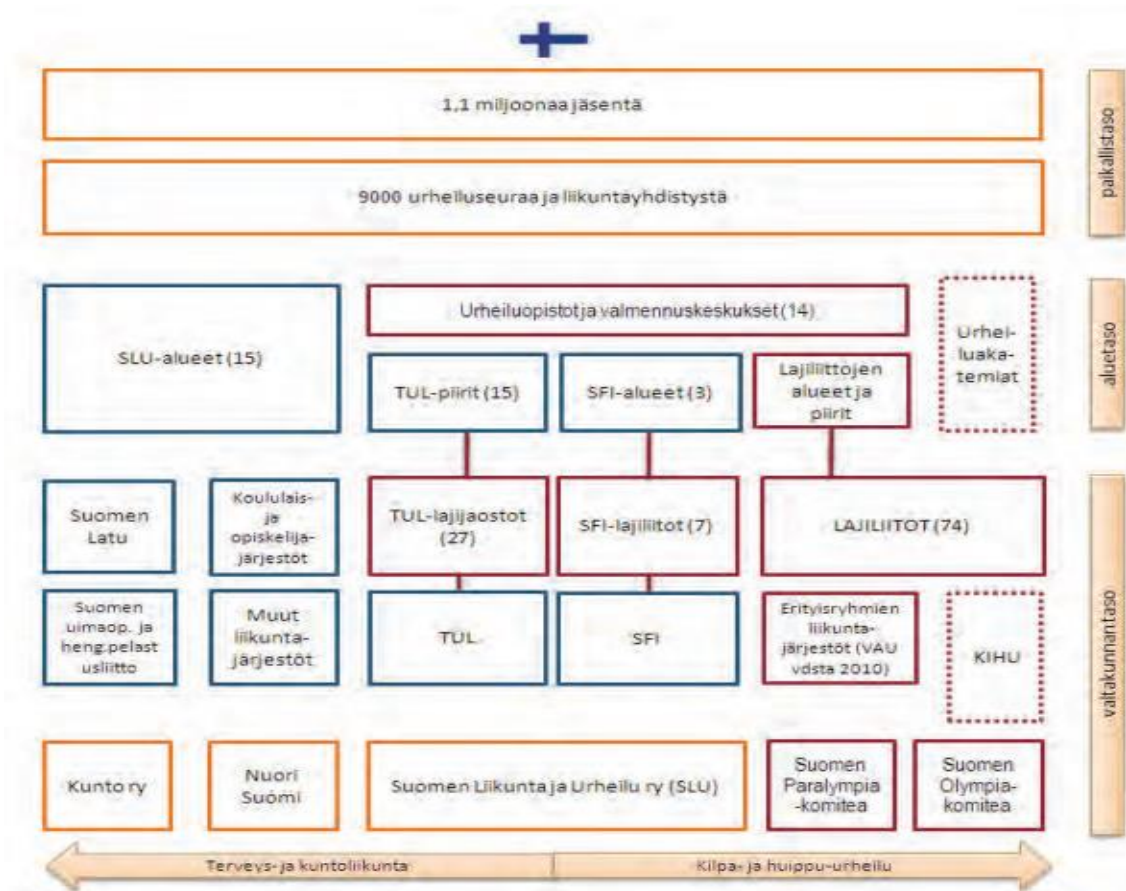 1,1 miljoonaa jäsentä
9000 urheiluseuraa ja liikuntayhdistystä
paikallistaso
SLU-alueet (15)
Urheiluopistot ja valmennuskeskukset (14)
TUL-piirit (15)
SFI-alueet (3)
Lajiliittojen
alueet ja
piirit
Urhei-
luaka-
temiat
aluetaso
Suomen
Latu
Koululais-
ja
opiskelija-
järjestöt
TUL-lajijaostot
(27)
SFI-lajiliitot (7)
LAJILIITOT (74)
Suomen
uimaop. ja
heng.pelast
usliitto
Muut
liikunta-
järjestöt
TUL
SFI
Erityisryhmien
liikunta-
järjestöt (VAU
vdsta 2010)
KIHU
valtakunnantaso
Kunto ry
Nuori
Suomi
Suomen Liikunta ja Urheilu ry (SLU)
Suomen
Paralympia
-komitea
Suomen
Olympia-
komitea
Terveys- ja kuntoliikunta
Kilpa- ja huippu-urheilu